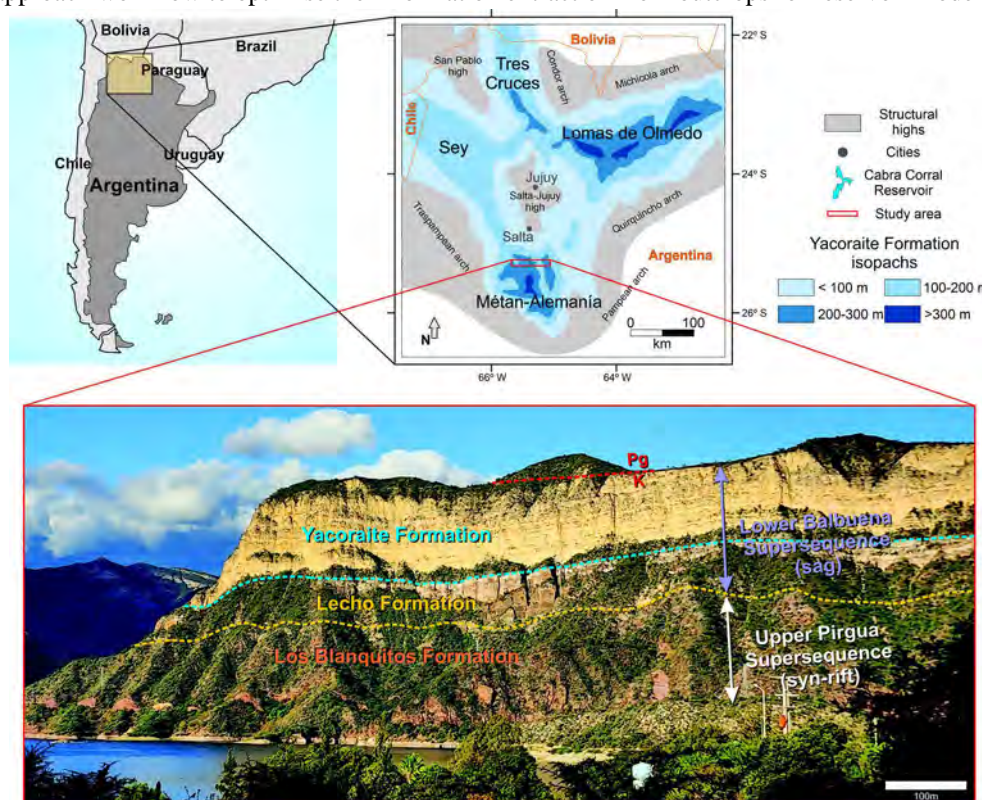 Bolivia
Brazil
Paraguay
Chile
Uruguay
Argentina
22° S
24° S
26° S
66° W
64° W
Bolivia
San Pablo
high
Tres
Cruces
Condor arch
Michicola arch
Chile
Sey
Lomas de Olmedo
Jujuy
Salta-Jujuy
high
Salta
Traspampean arch
Quirquincho arch
Argentina
Pampean arch
Métan-Alemanía
N
0 100
km
Structural
highs
Cities
Cabra Corral
Reservoir
Study area
Yacoraite Formation
isopachs
< 100 m
100-200 m
200-300 m
>300 m
Pg
K
Yacoraite Formation
Lower Balbuena
Supersequence
(sag)
Lecho Formation
Los Blanquitos Formation
Upper Pirgua
Supersequence
(syn-rift)
100m